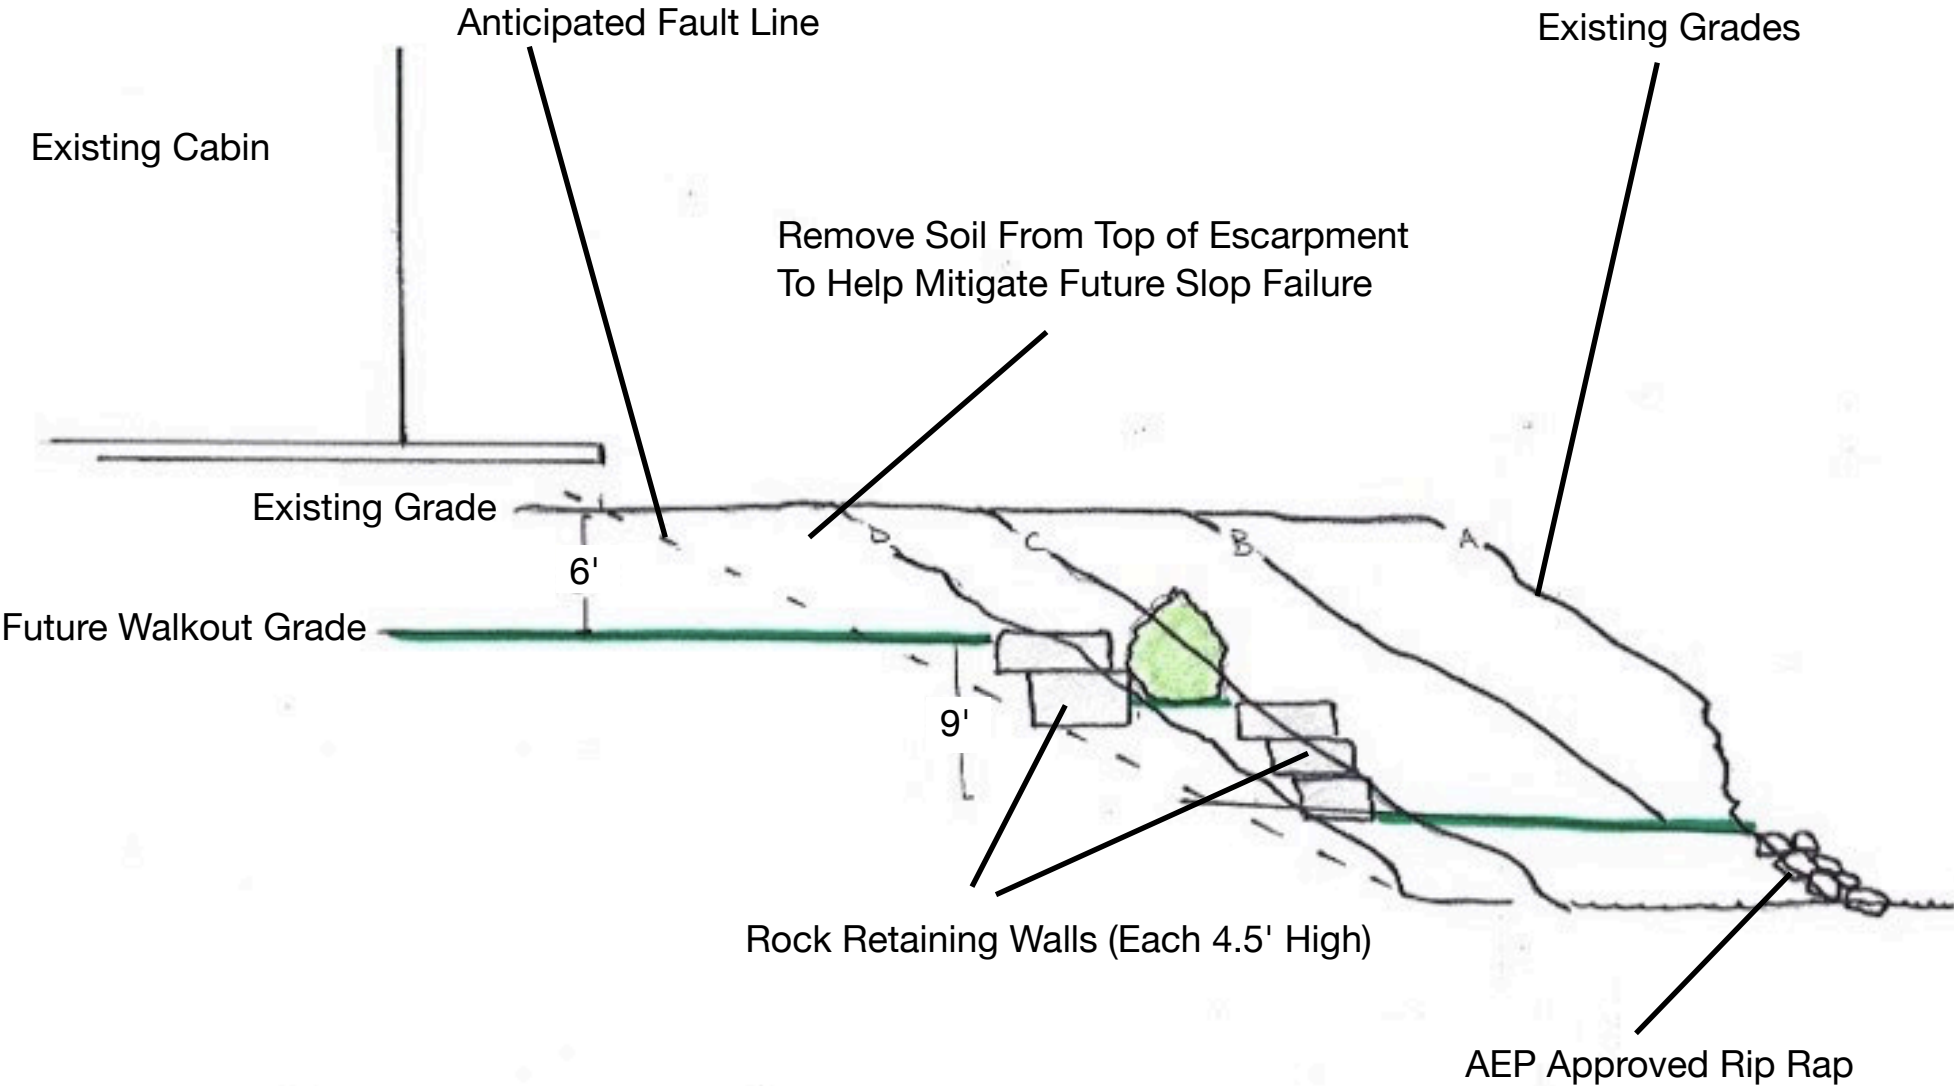 Anticipated Fault Line
Existing Grades
Existing Cabin
Remove Soil From Top of Escarpment
To Help Mitigate Future Slop Failure
Existing Grade
D
C
B
A
6'
Future Walkout Grade
9'
Rock Retaining Walls (Each 4.5' High)
AEP Approved Rip Rap